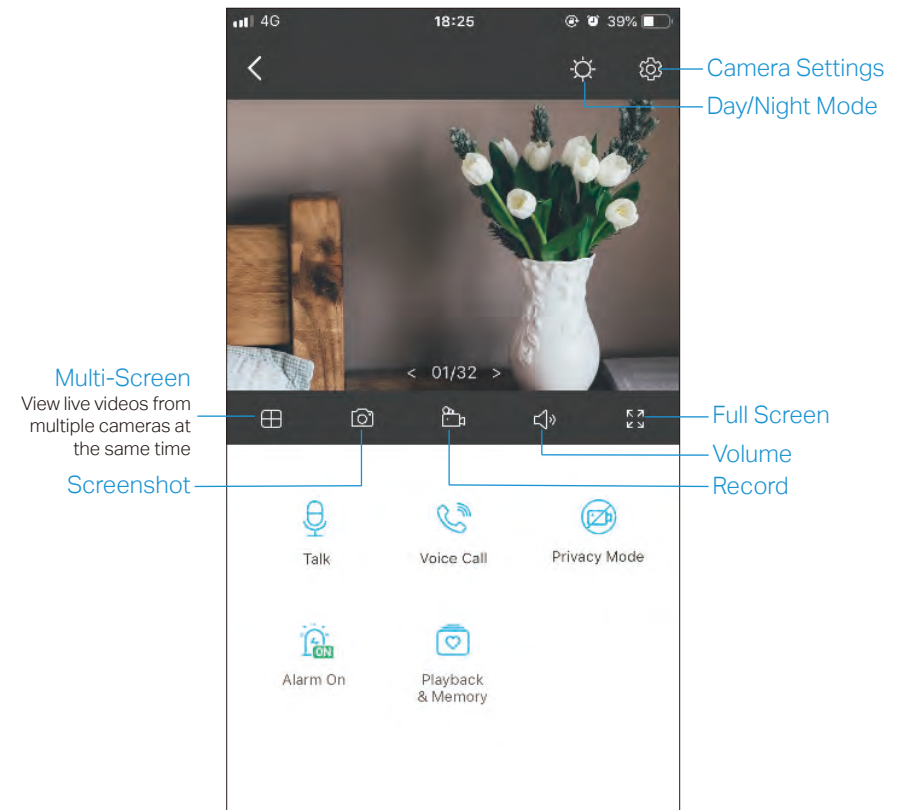 4G
18:25
39%
Camera Settings
Day/Night Mode
< 01/32 >
Multi-Screen
View live videos from
multiple cameras at
the same time
Full Screen
Volume
Screenshot
Record
Talk
Voice Call
Privacy Mode
ON
Alarm On
Playback
& Memory